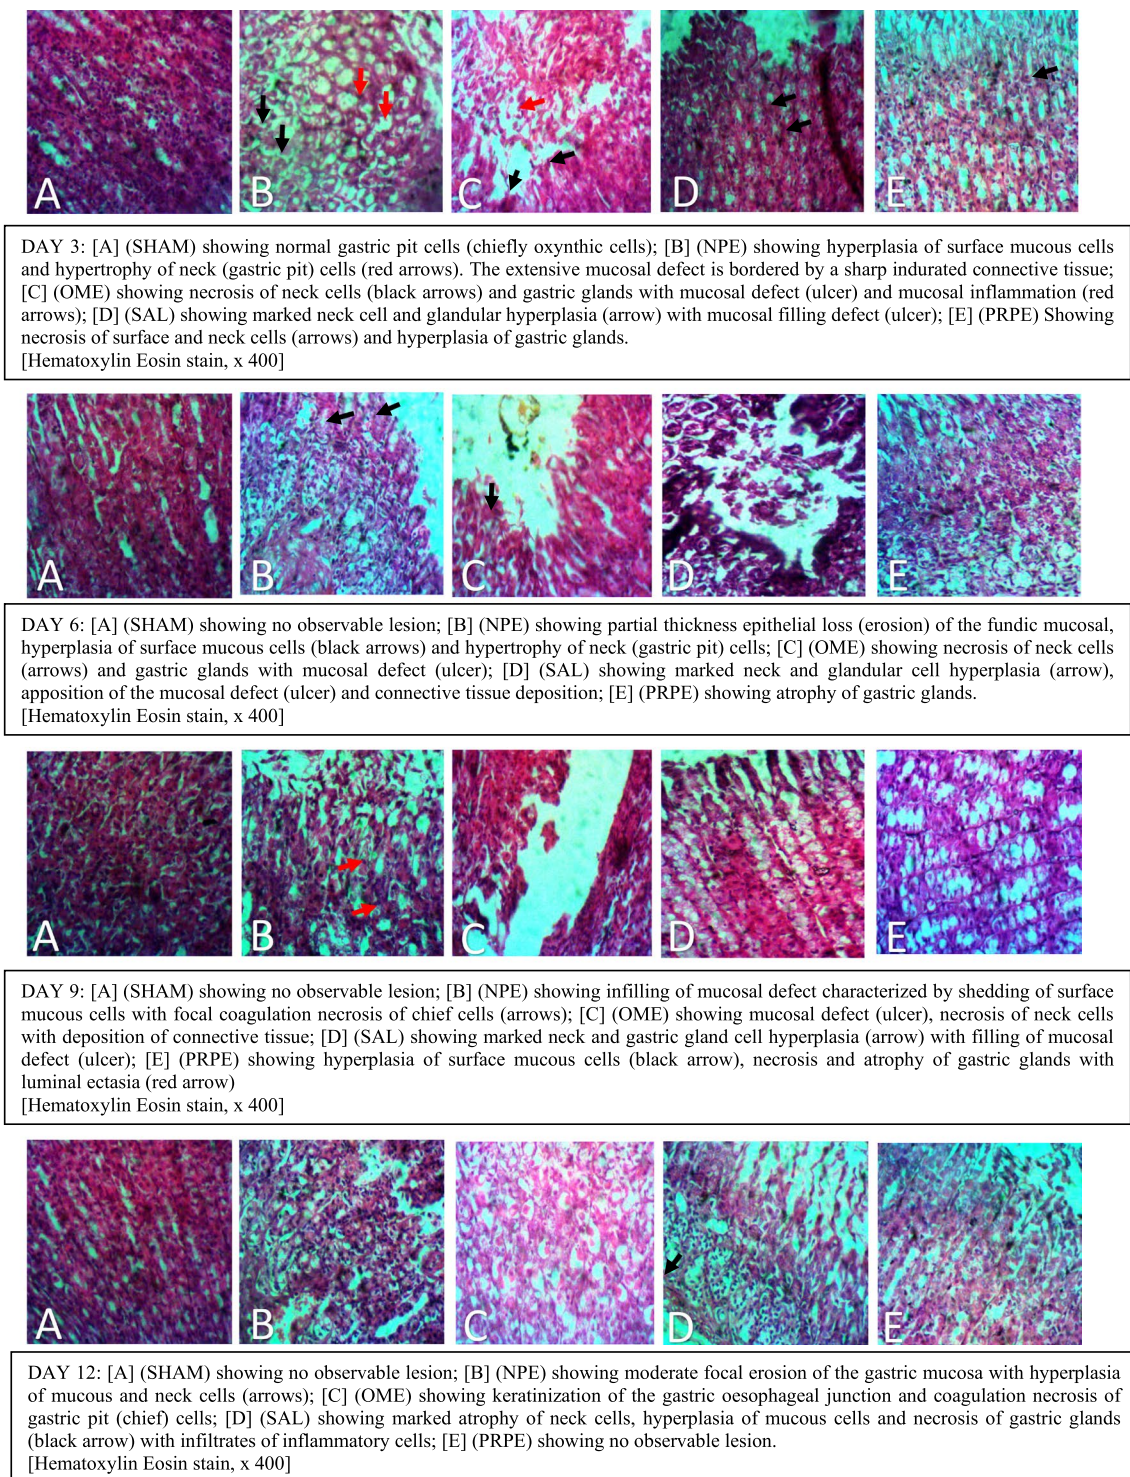 A B C D E
DAY 3: [A] (SHAM) showing normal gastric pit cells (chiefly oxynthic cells); [B] (NPE) showing hyperplasia of surface mucous cells
and hypertrophy of neck (gastric pit) cells (red arrows). The extensive mucosal defect is bordered by a sharp indurated connective tissue;
[C] (OME) showing necrosis of neck cells (black arrows) and gastric glands with mucosal defect (ulcer) and mucosal inflammation (red
arrows); [D] (SAL) showing marked neck cell and glandular hyperplasia (arrow) with mucosal filling defect (ulcer); [E] (PRPE) Showing
necrosis of surface and neck cells (arrows) and hyperplasia of gastric glands.
[Hematoxylin Eosin stain, x 400]
A B C D E
DAY 6: [A] (SHAM) showing no observable lesion; [B] (NPE) showing partial thickness epithelial loss (erosion) of the fundic mucosal,
hyperplasia of surface mucous cells (black arrows) and hypertrophy of neck (gastric pit) cells; [C] (OME) showing necrosis of neck cells
(arrows) and gastric glands with mucosal defect (ulcer); [D] (SAL) showing marked neck and glandular cell hyperplasia (arrow),
apposition of the mucosal defect (ulcer) and connective tissue deposition; [E] (PRPE) showing atrophy of gastric glands.
[Hematoxylin Eosin stain, x 400]
A B C D E
DAY 9: [A] (SHAM) showing no observable lesion; [B] (NPE) showing infilling of mucosal defect characterized by shedding of surface
mucous cells with focal coagulation necrosis of chief cells (arrows); [C] (OME) showing mucosal defect (ulcer), necrosis of neck cells
with deposition of connective tissue; [D] (SAL) showing marked neck and gastric gland cell hyperplasia (arrow) with filling of mucosal
defect (ulcer); [E] (PRPE) showing hyperplasia of surface mucous cells (black arrow), necrosis and atrophy of gastric glands with
luminal ectasia (red arrow)
[Hematoxylin Eosin stain, x 400]
A B C D E
DAY 12: [A] (SHAM) showing no observable lesion; [B] (NPE) showing moderate focal erosion of the gastric mucosa with hyperplasia
of mucous and neck cells (arrows); [C] (OME) showing keratinization of the gastric oesophageal junction and coagulation necrosis of
gastric pit (chief) cells; [D] (SAL) showing marked atrophy of neck cells, hyperplasia of mucous cells and necrosis of gastric glands
(black arrow) with infiltrates of inflammatory cells; [E] (PRPE) showing no observable lesion.
[Hematoxylin Eosin stain, x 400]